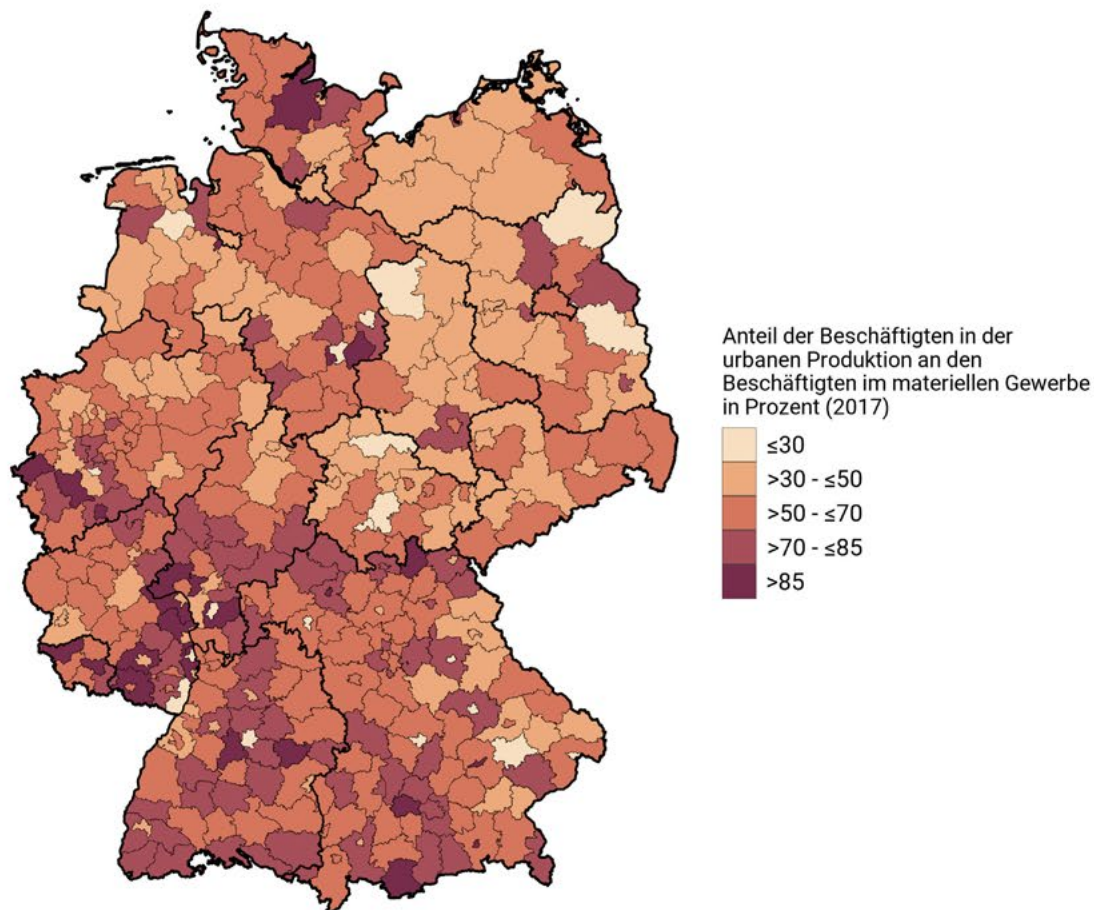 Anteil der Beschäftigten in der
urbanen Produktion an den
Beschäftigten im materiellen Gewerbe
in Prozent (2017)
≤30
>30 - ≤50
>50 - ≤70
>70 - ≤85
>85